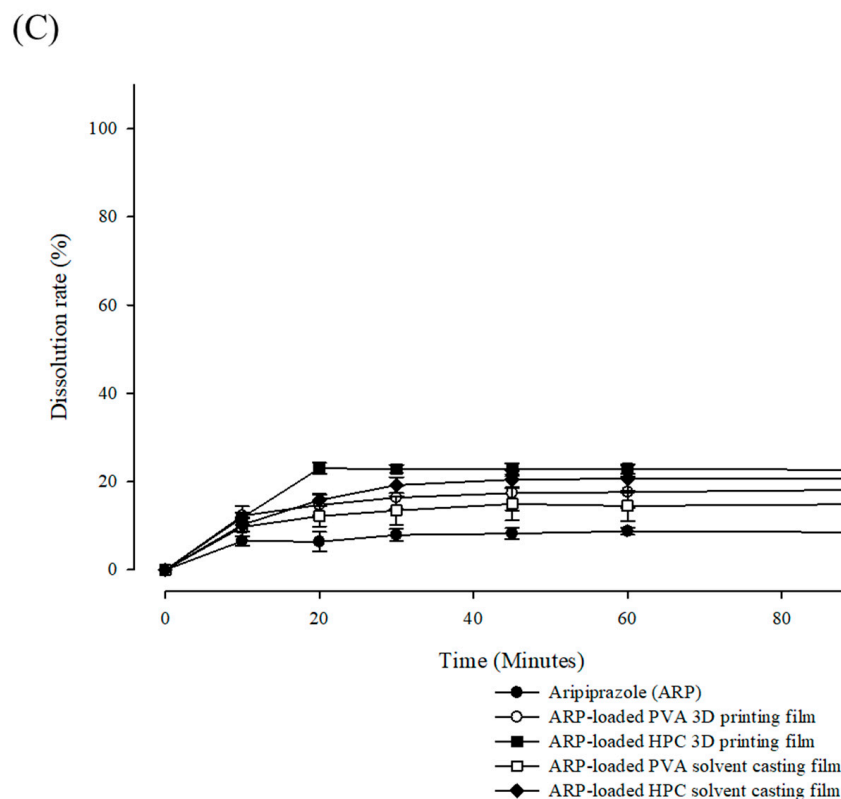 (C)
100
80
60
40
20
0
Dissolution rate (%)
0 20 40 60 80
Time (Minutes)
Aripiprazole (ARP)
ARP-loaded PVA 3D printing film
ARP-loaded HPC 3D printing film
ARP-loaded PVA solvent casting film
ARP-loaded HPC solvent casting film